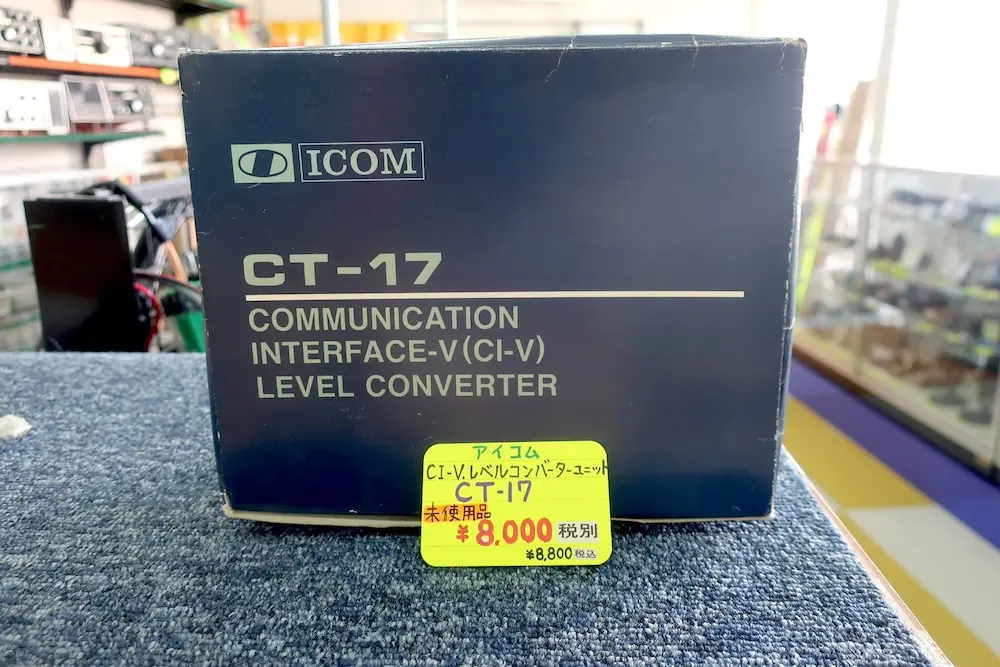 ICOM
CT-17
COMMUNICATION
INTERFACE-V(CI-V)
LEVEL CONVERTER
アイコム
CI-V.レベルコンバーターユニット
CT-17
未使用品
¥8,000 税別
¥8,800 税込